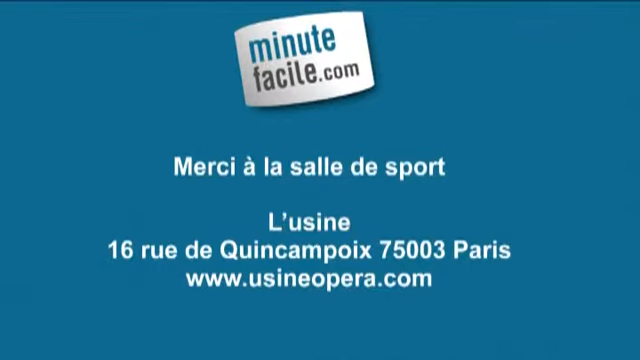 minute
facile.com
Merci à la salle de sport
L'usine
16 rue de Quincampoix 75003 Paris
www.usineopera.com